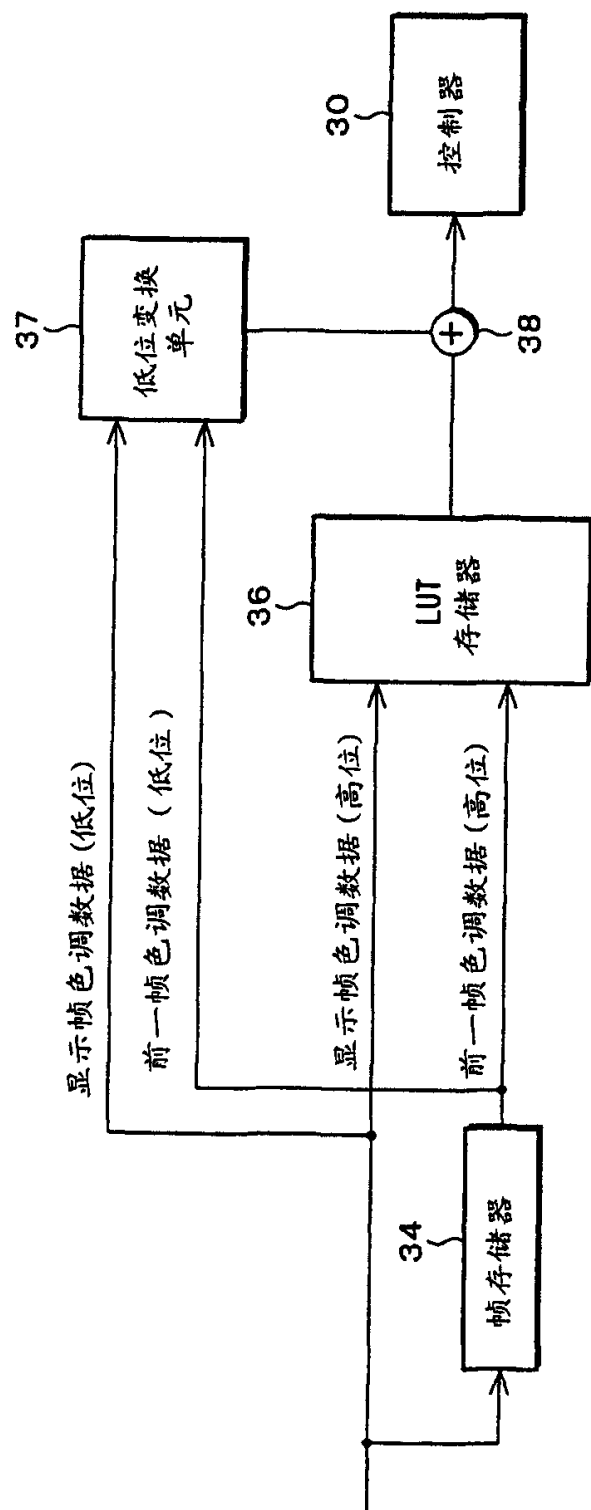 显示帧色调数据(低位)
前一帧色调数据(低位)
显示帧色调数据(高位)
前一帧色调数据(高位)
34
帧存储器
36
LUT
存储器
37
低位变换
单元
+
38
30
控制器